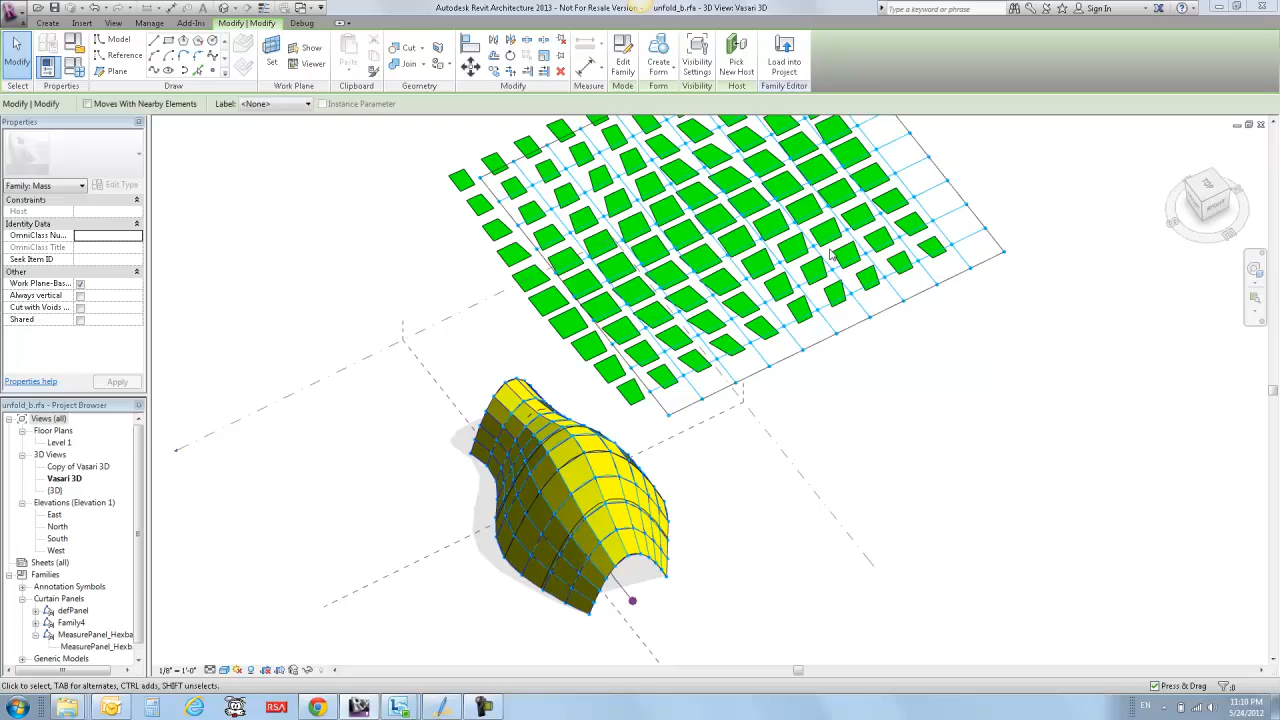 Autodesk Revit Architecture 2013 - Not For Resale Version - unfold_b.rfa - 3D View: Vasari 3D
Type a keyword or phrase
Sign In
Create Insert View Manage Add-Ins Modify | Modify Debug
Modify
Model
Reference
Plane
Set
Show
Viewer
Paste
Cut
Join
Edit Family
Create Form
Visibility Settings
Pick New Host
Load into Project
Select Properties Draw Work Plane Clipboard Geometry Modify Measure Mode Form Visibility Host Family Editor
Modify | Modify Moves With Nearby Elements Label: <None> Instance Parameter
Properties
Family: Mass Edit Type
Constraints
Host
Identity Data
OmniClass Nu...
OmniClass Title
Seek Item ID
Other
Work Plane-Bas...
Always vertical
Cut with Voids ...
Shared
Properties help Apply
unfold_b.rfa - Project Browser
Views (all)
Floor Plans
Level 1
3D Views
Copy of Vasari 3D
Vasari 3D
{3D}
Elevations (Elevation 1)
East
North
South
West
Sheets (all)
Families
Annotation Symbols
Curtain Panels
defPanel
Family4
MeasurePanel_Hexba
MeasurePanel_Hexb
Generic Models
RIGHT
1/8" = 1'-0"
Click to select, TAB for alternates, CTRL adds, SHIFT unselects.
Press & Drag :0
RSA
EN
11:10 PM
5/24/2012